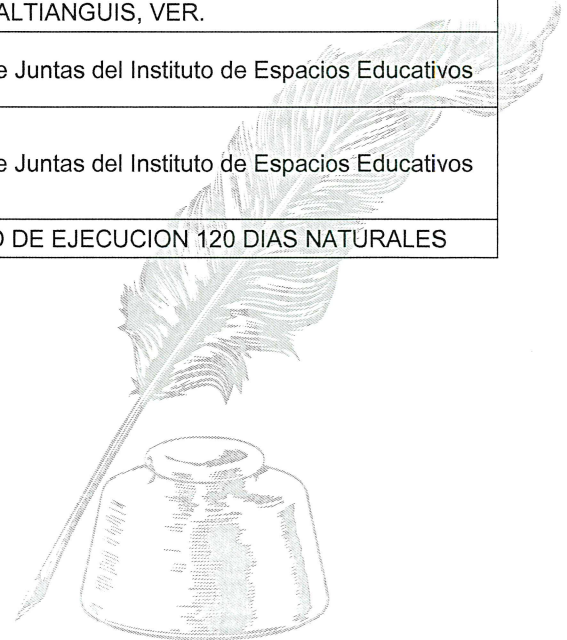 ALTIANGUIS, VER.
e Juntas del Instituto de Espacios Educativos
e Juntas del Instituto de Espacios Educativos
DE EJECUCION 120 DIAS NATURALES